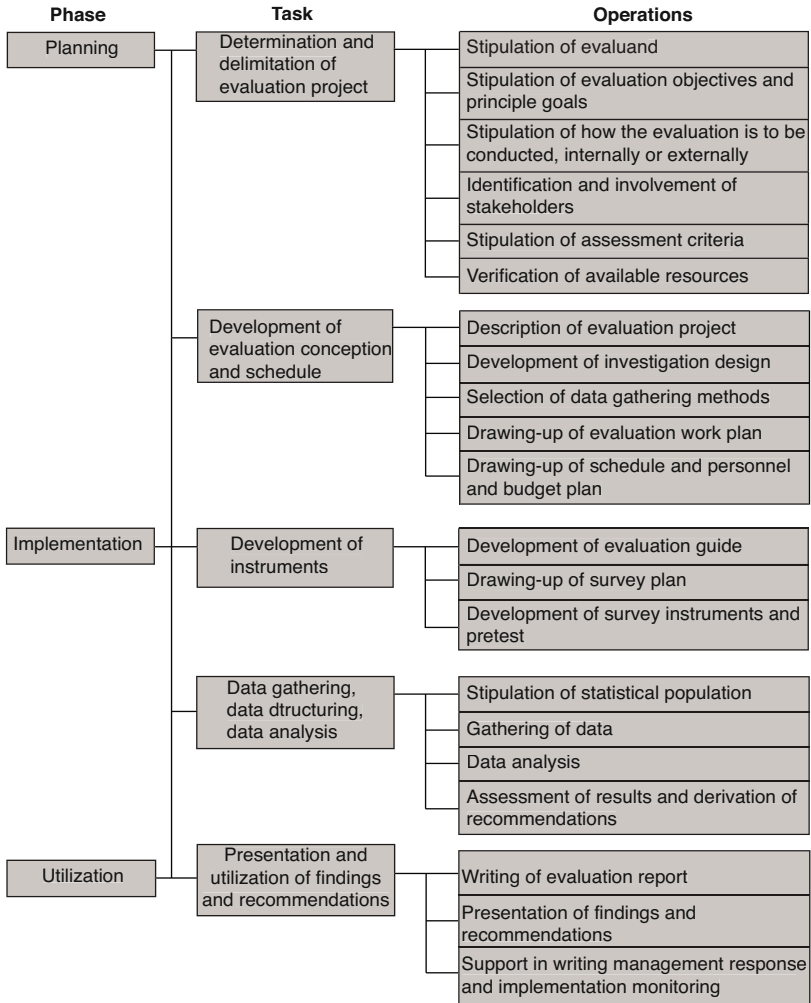 Phase Task Operations
Planning
Determination and
delimitation of
evaluation project
Stipulation of evaluand
Stipulation of evaluation objectives and
principle goals
Stipulation of how the evaluation is to be
conducted, internally or externally
Identification and involvement of
stakeholders
Stipulation of assessment criteria
Verification of available resources
Development of
evaluation conception
and schedule
Description of evaluation project
Development of investigation design
Selection of data gathering methods
Drawing-up of evaluation work plan
Drawing-up of schedule and personnel
and budget plan
Implementation
Development of
instruments
Development of evaluation guide
Drawing-up of survey plan
Development of survey instruments and
pretest
Data gathering,
data dtructuring,
data analysis
Stipulation of statistical population
Gathering of data
Data analysis
Assessment of results and derivation of
recommendations
Utilization
Presentation and
utilization of findings
and recommendations
Writing of evaluation report
Presentation of findings and
recommendations
Support in writing management response
and implementation monitoring